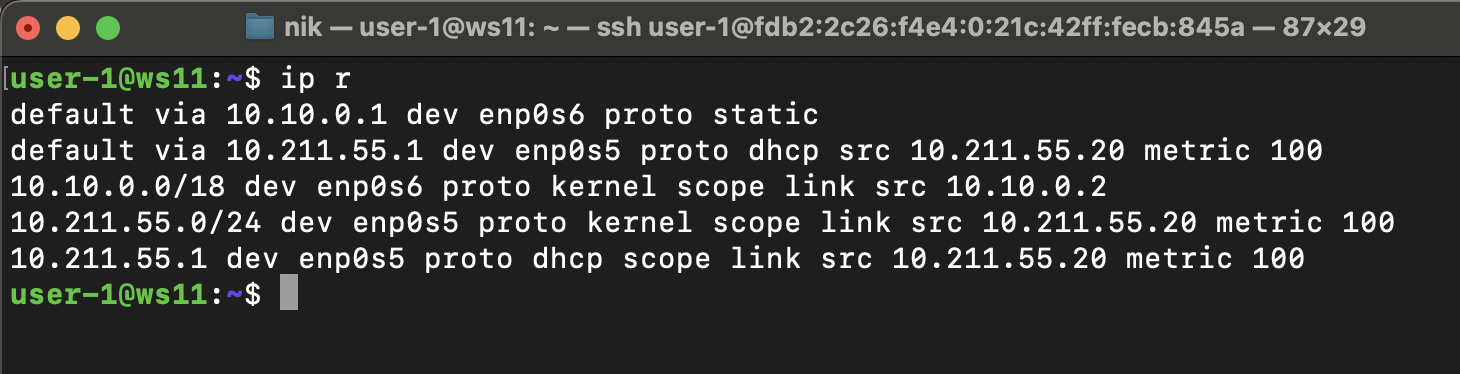 nik — user-1@ws11: ~ — ssh user-1@fdb2:2c26:f4e4:0:21c:42ff:fecb:845a — 87×29
[user-1@ws11:~$ ip r
default via 10.10.0.1 dev enp0s6 proto static
default via 10.211.55.1 dev enp0s5 proto dhcp src 10.211.55.20 metric 100
10.10.0.0/18 dev enp0s6 proto kernel scope link src 10.10.0.2
10.211.55.0/24 dev enp0s5 proto kernel scope link src 10.211.55.20 metric 100
10.211.55.1 dev enp0s5 proto dhcp scope link src 10.211.55.20 metric 100
user-1@ws11:~$